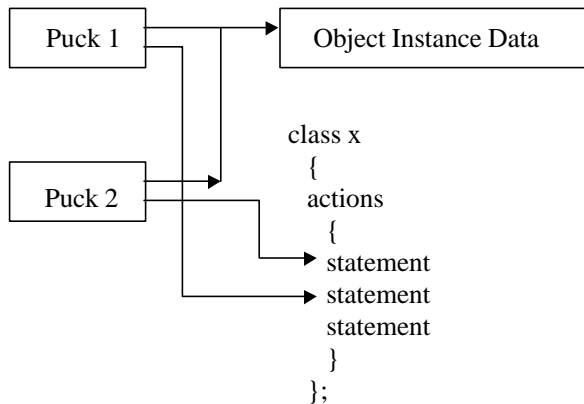 Puck 1
Object Instance Data
class x
{
actions
Puck 2
{
statement
statement
statement
}
};